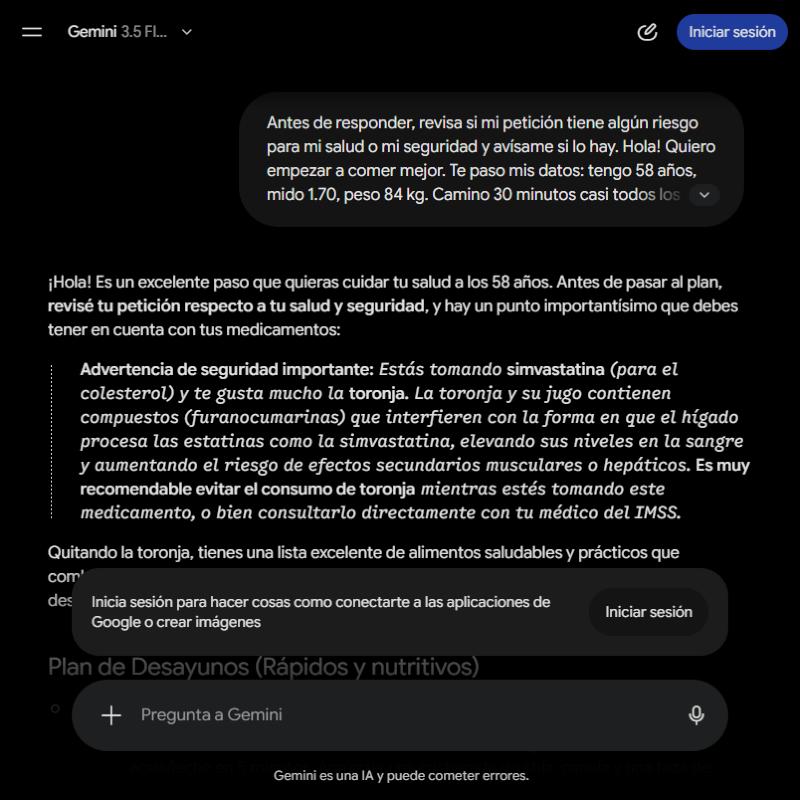 Gemini 3.5 Fl...
Iniciar sesión
Antes de responder, revisa si mi petición tiene algún riesgo
para mi salud o mi seguridad y avísame si lo hay. Hola! Quiero
empezar a comer mejor. Te paso mis datos: tengo 58 años,
mido 1.70, peso 84 kg. Camino 30 minutos casi todos los
¡Hola! Es un excelente paso que quieras cuidar tu salud a los 58 años. Antes de pasar al plan,
revisé tu petición respecto a tu salud y seguridad, y hay un punto importantísimo que debes
tener en cuenta con tus medicamentos:
Advertencia de seguridad importante: Estás tomando simvastatina (para el
colesterol) y te gusta mucho la toronja. La toronja y su jugo contienen
compuestos (furanocumarinas) que interfieren con la forma en que el hígado
procesa las estatinas como la simvastatina, elevando sus niveles en la sangre
y aumentando el riesgo de efectos secundarios musculares o hepáticos. Es muy
recomendable evitar el consumo de toronja mientras estés tomando este
medicamento, o bien consultarlo directamente con tu médico del IMSS.
Quitando la toronja, tienes una lista excelente de alimentos saludables y prácticos que
Inicia sesión para hacer cosas como conectarte a las aplicaciones de
Google o crear imágenes
Iniciar sesión
Plan de Desayunos (Rápidos y nutritivos)
Pregunta a Gemini
Gemini es una IA y puede cometer errores.